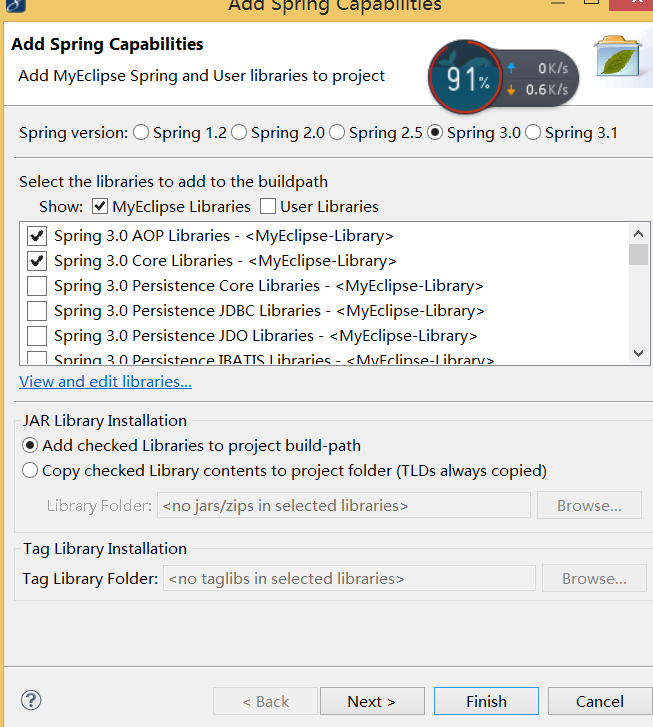 Add Spring Capabilities
Add Spring Capabilities
Add MyEclipse Spring and User libraries to project
91%
0K/s
0.6K/s
Spring version: Spring 1.2 Spring 2.0 Spring 2.5 Spring 3.0 Spring 3.1
Select the libraries to add to the buildpath
Show: MyEclipse Libraries User Libraries
Spring 3.0 AOP Libraries - <MyEclipse-Library>
Spring 3.0 Core Libraries - <MyEclipse-Library>
Spring 3.0 Persistence Core Libraries - <MyEclipse-Library>
Spring 3.0 Persistence JDBC Libraries - <MyEclipse-Library>
Spring 3.0 Persistence JDO Libraries - <MyEclipse-Library>
Spring 3.0 Persistence IBATIS Libraries - <MyEclipse-Library>
View and edit libraries...
JAR Library Installation
Add checked Libraries to project build-path
Copy checked Library contents to project folder (TLDs always copied)
Library Folder: <no jars/zips in selected libraries> Browse...
Tag Library Installation
Tag Library Folder: <no taglibs in selected libraries> Browse...
< Back Next > Finish Cancel